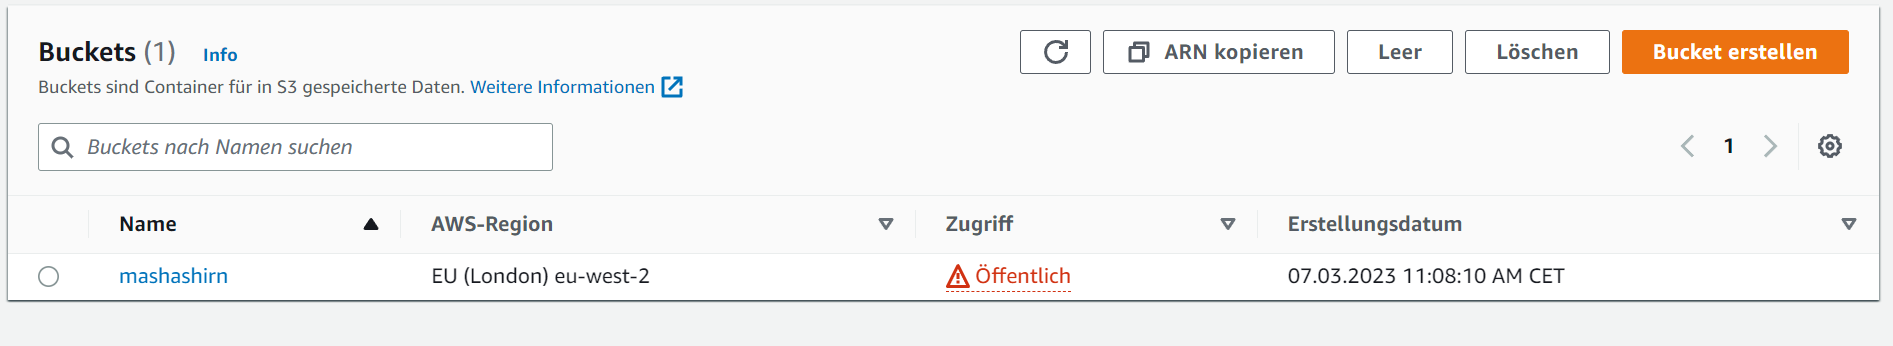 Buckets (1) Info
ARN kopieren
Leer
Löschen
Bucket erstellen
Buckets sind Container für in S3 gespeicherte Daten. Weitere Informationen
Buckets nach Namen suchen
1
Name AWS-Region Zugriff Erstellungsdatum
mashashirn EU (London) eu-west-2 Öffentlich 07.03.2023 11:08:10 AM CET